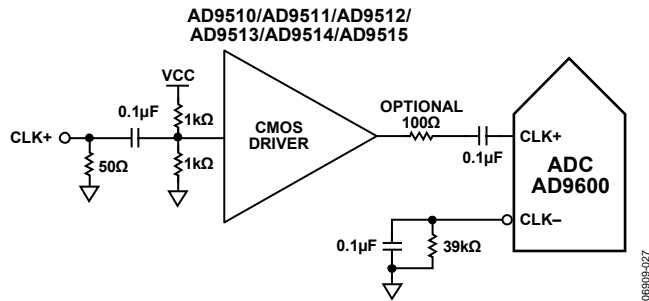 AD9510/AD9511/AD9512/
AD9513/AD9514/AD9515
VCC
0.1µF
1kΩ
CLK+
50Ω
1kΩ
CMOS
DRIVER
OPTIONAL
100Ω
0.1µF
CLK+
ADC
AD9600
CLK–
0.1µF
39kΩ
06909-027